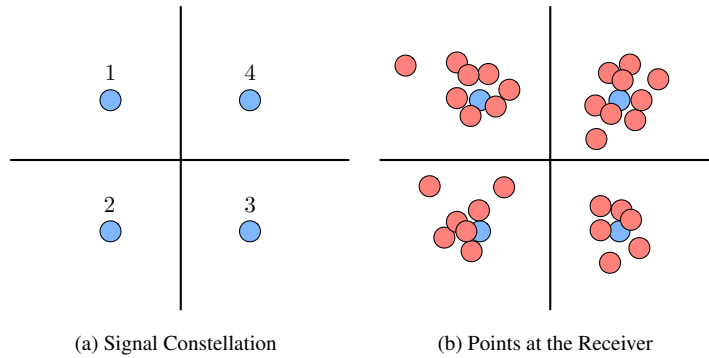 1
4
2
3
(a) Signal Constellation
(b) Points at the Receiver